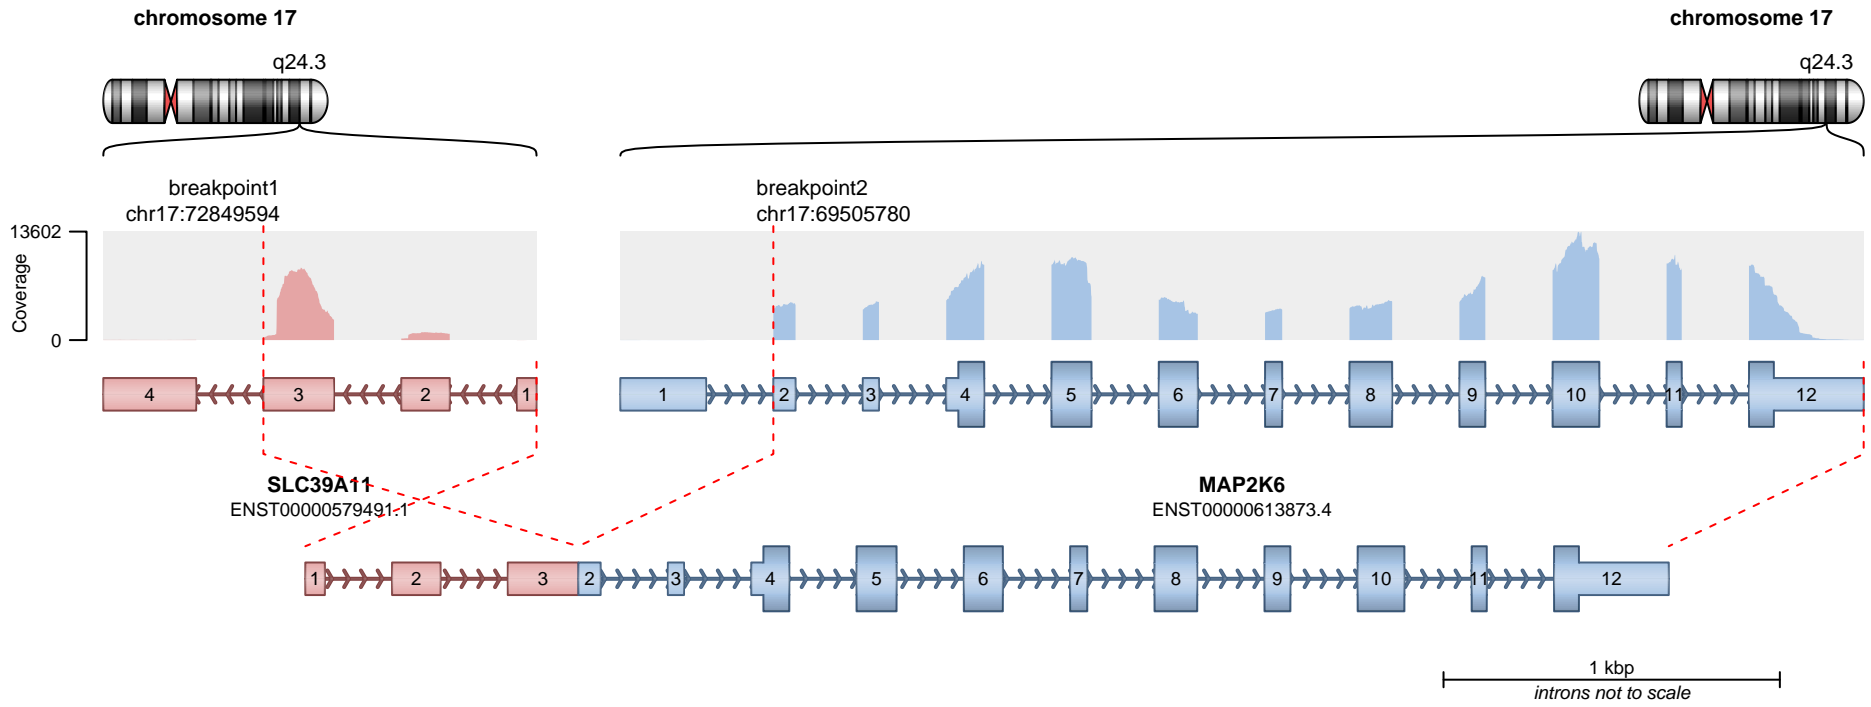 chromosome 17
chromosome 17
q24.3
q24.3
breakpoint1
chr17:72849594
breakpoint2
chr17:69505780
13602
Coverage
0
4 3 2 1
1 2 3 4 5 6 7 8 9 10 11 12
SLC39A11
ENST00000579491.1
MAP2K6
ENST00000613873.4
1 2 3 2 3 4 5 6 7 8 9 10 11 12
1 kbp
introns not to scale